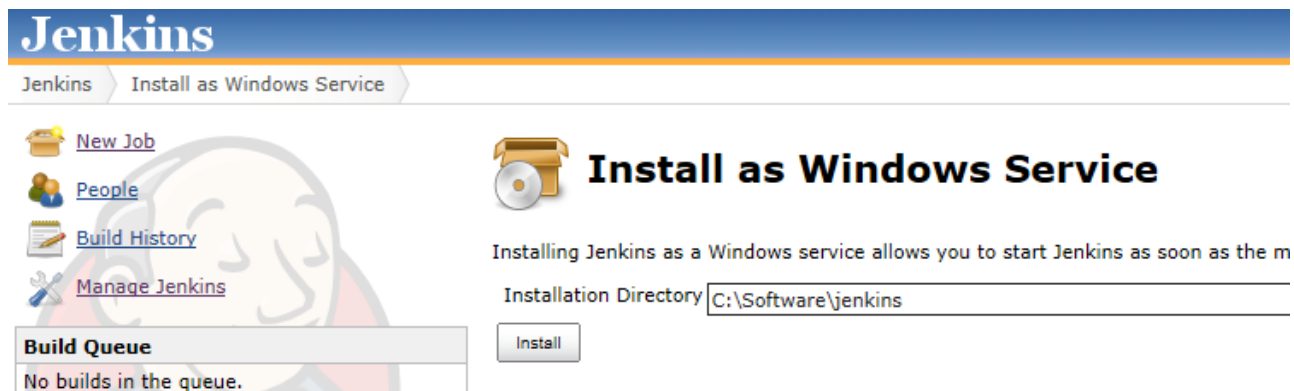 Jenkins
Jenkins Install as Windows Service
New Job
People
Build History
Manage Jenkins
Build Queue
No builds in the queue.
Install as Windows Service
Installing Jenkins as a Windows service allows you to start Jenkins as soon as the m
Installation Directory C:\Software\jenkins
Install